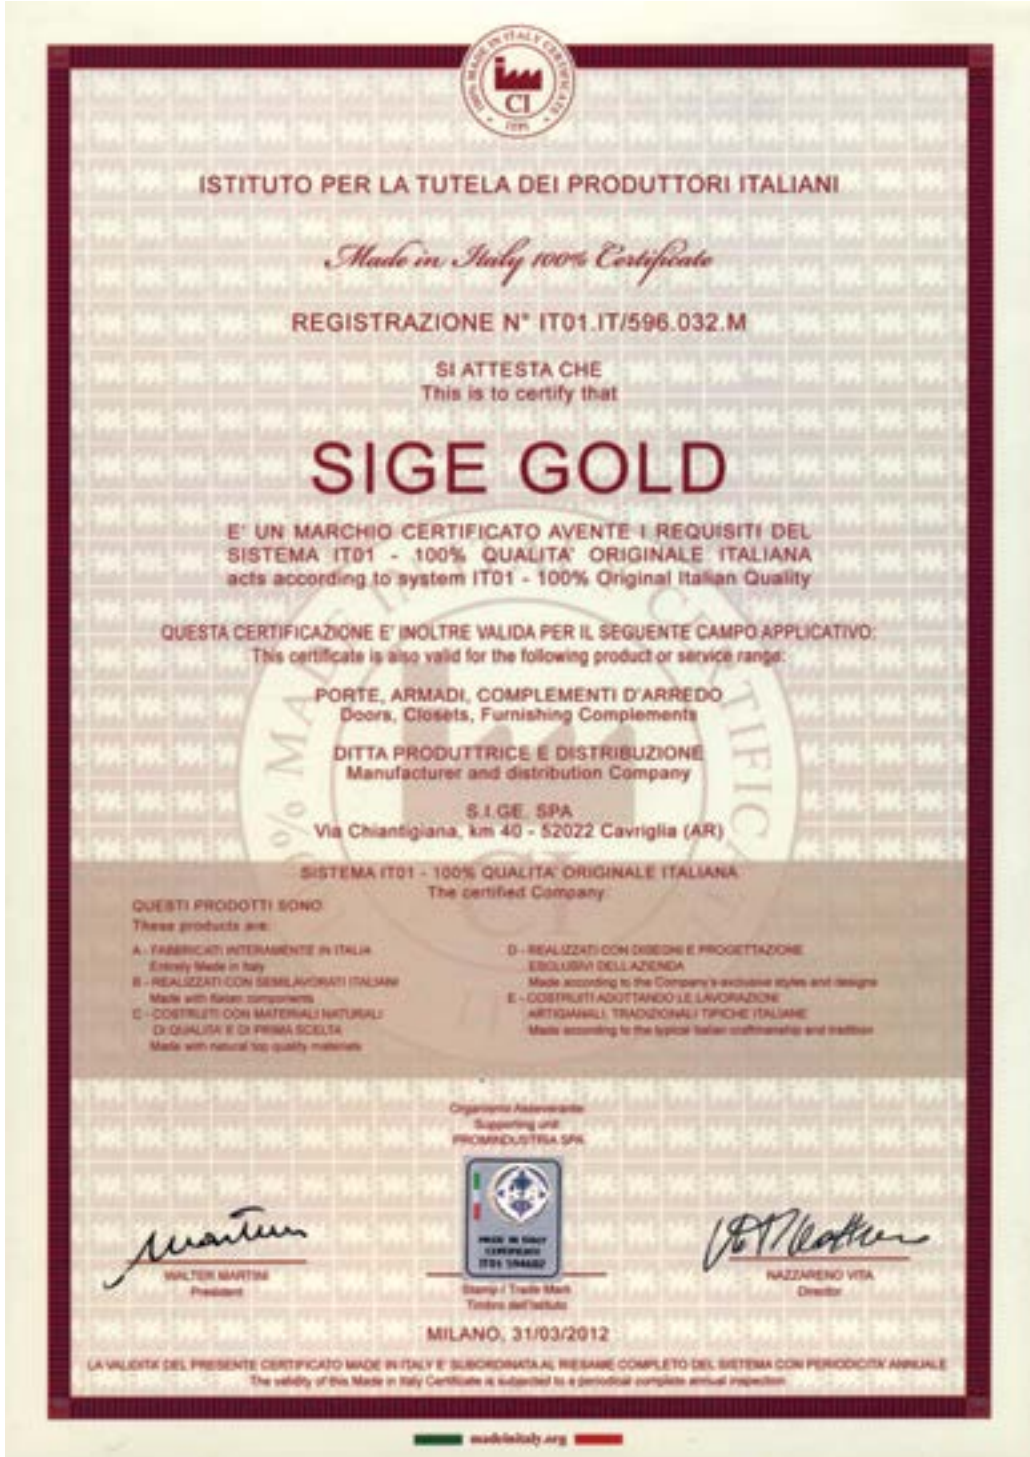 100% MADE IN ITALY CERTIFICATE
CI
ITPI
ISTITUTO PER LA TUTELA DEI PRODUTTORI ITALIANI
Made in Italy 100% Certificate
REGISTRAZIONE N° IT01.IT/596.032.M
SI ATTESTA CHE
This is to certify that
SIGE GOLD
E' UN MARCHIO CERTIFICATO AVENTE I REQUISITI DEL
SISTEMA IT01 - 100% QUALITA' ORIGINALE ITALIANA
acts according to system IT01 - 100% Original Italian Quality
QUESTA CERTIFICAZIONE E' INOLTRE VALIDA PER IL SEGUENTE CAMPO APPLICATIVO:
This certificate is also valid for the following product or service range:
PORTE, ARMADI, COMPLEMENTI D'ARREDO
Doors, Closets, Furnishing Complements
DITTA PRODUTTRICE E DISTRIBUZIONE
Manufacturer and distribution Company
S.I.GE. SPA
Via Chiantigiana, km 40 - 52022 Cavriglia (AR)
SISTEMA IT01 - 100% QUALITA' ORIGINALE ITALIANA
The certified Company:
QUESTI PRODOTTI SONO:
These products are:
A - FABBRICATI INTERAMENTE IN ITALIA
Entirely Made in Italy
B - REALIZZATI CON SEMILAVORATI ITALIANI
Made with Italian components
C - COSTRUITI CON MATERIALI NATURALI
DI QUALITA' E DI PRIMA SCELTA
Made with natural top quality materials
D - REALIZZATI CON DISEGNI E PROGETTAZIONE
ESCLUSIVI DELL'AZIENDA
Made according to the Company's exclusive styles and designs
E - COSTRUITI ADOTTANDO LE LAVORAZIONI
ARTIGIANALI, TRADIZIONALI TIPICHE ITALIANE
Made according to the typical Italian craftmanship and tradition
Organismo Asseverante
Supporting unit
PROMINDUSTRIA SPA
MADE IN ITALY
CERTIFICATE
IT01
WALTER MARTINI
President
Stamp / Trade Mark
Timbro dell'Istituto
NAZZARENO VITA
Director
MILANO, 31/03/2012
LA VALIDITA' DEL PRESENTE CERTIFICATO MADE IN ITALY E' SUBORDINATA AL RIESAME COMPLETO DEL SISTEMA CON PERIODICITA' ANNUALE
The validity of this Made in Italy Certificate is subjected to a periodical complete annual inspection
madeinitaly.org